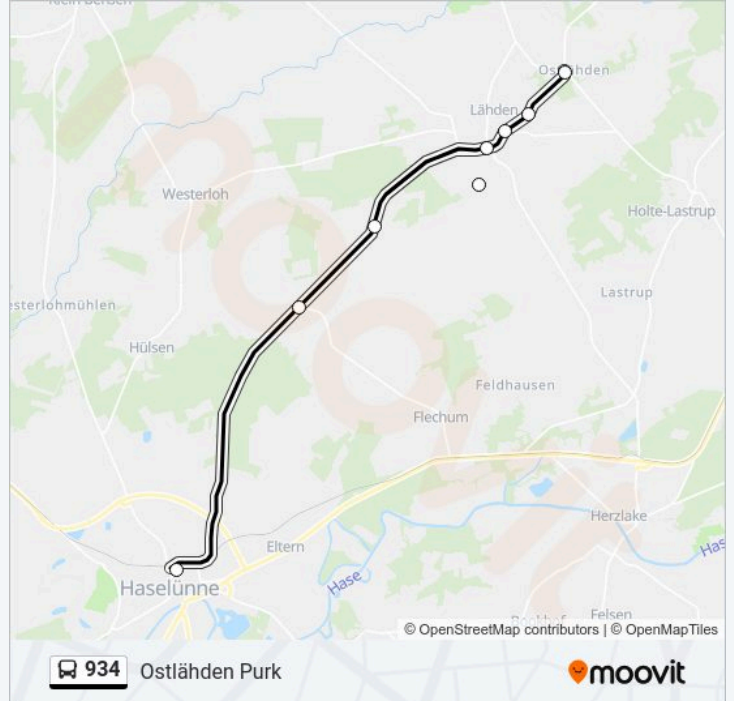 Ostlähden
Lähden
Westerloh
Holte-Lastrup
esterlohmühlen
Lastrup
Hülsen
Feldhausen
Flechum
Herzlake
Eltern
Has
Hase
Haselünne
Felsen
© OpenStreetMap contributors | © OpenMapTiles
934 Ostlähden Purk
moovit